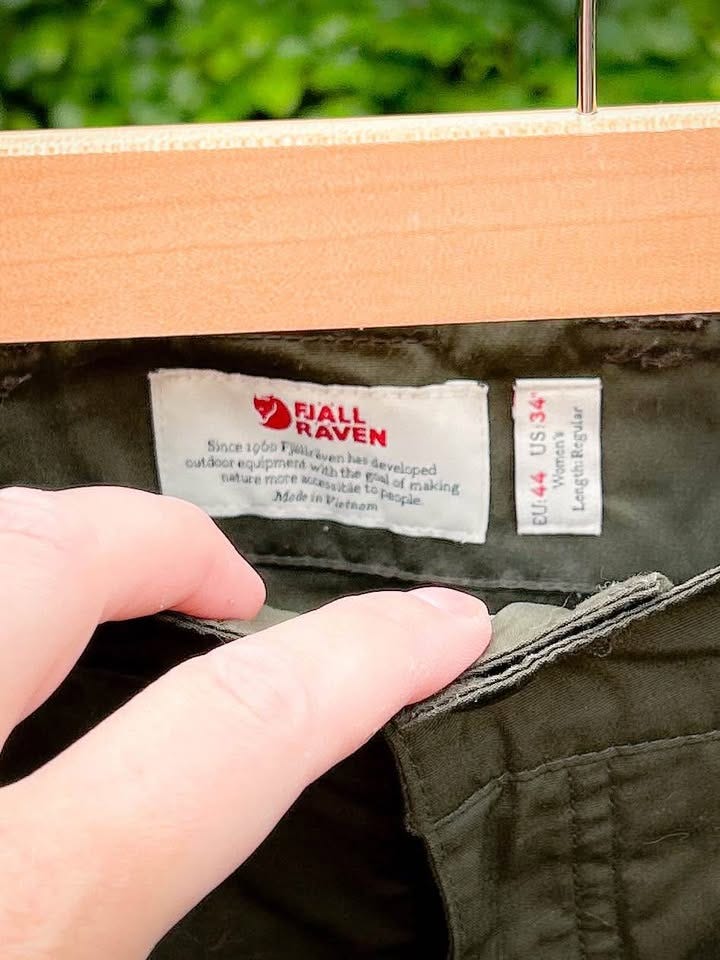 FJÄLL
RÄVEN
Since 1960 Fjällräven has developed
outdoor equipment with the goal of making
nature more accessible to people.
Made in Vietnam
EU:44 US:34"
Women's
Length:Regular